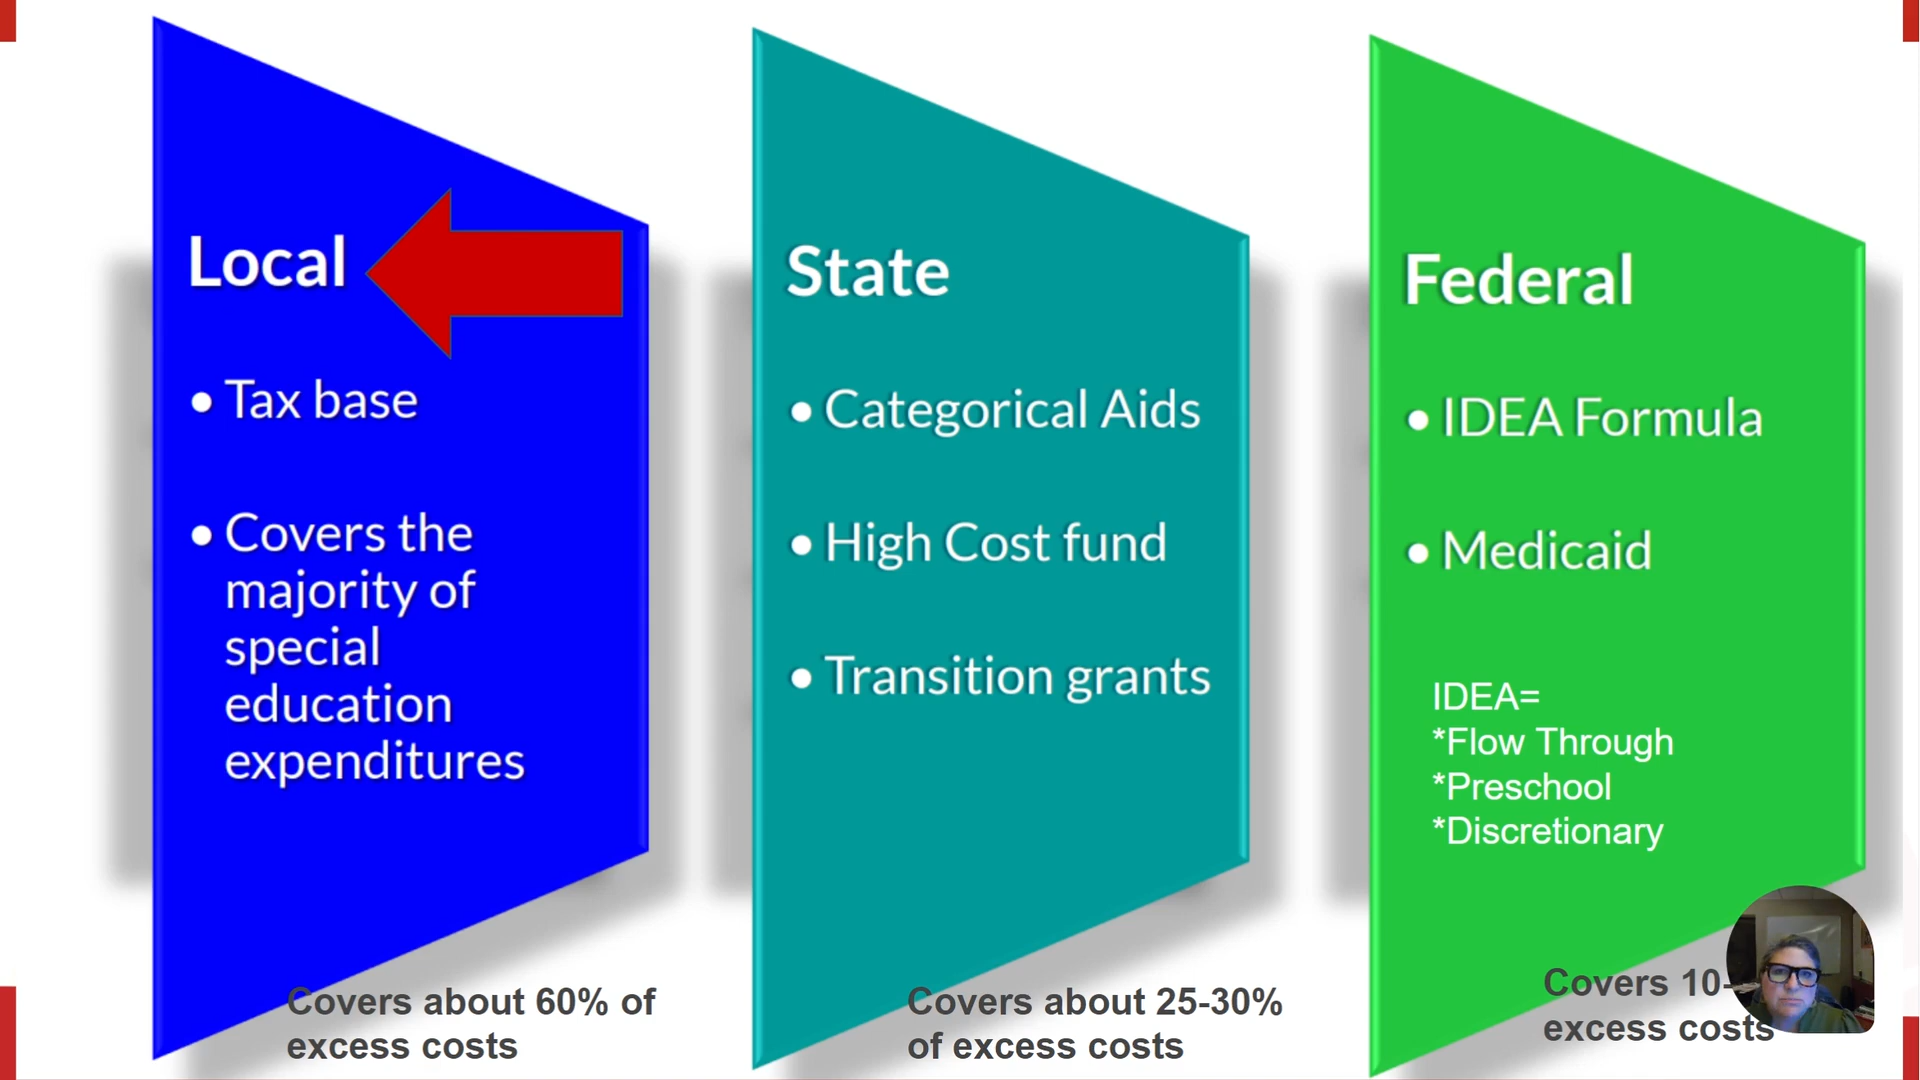 Local
• Tax base
• Covers the
majority of
special
education
expenditures
Covers about 60% of
excess costs
State
• Categorical Aids
• High Cost fund
• Transition grants
Covers about 25-30%
of excess costs
Federal
• IDEA Formula
• Medicaid
IDEA=
*Flow Through
*Preschool
*Discretionary
Covers 10-
excess costs